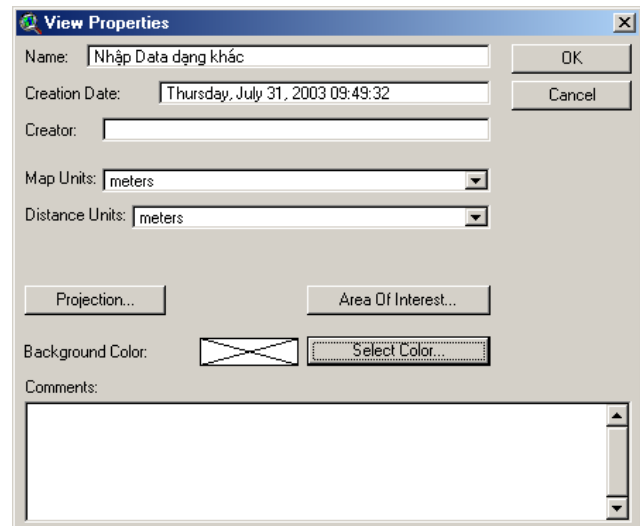 View Properties
Name: Nhập Data dạng khác
OK
Creation Date: Thursday, July 31, 2003 09:49:32
Cancel
Creator:
Map Units: meters
Distance Units: meters
Projection... Area Of Interest...
Background Color: Select Color...
Comments: